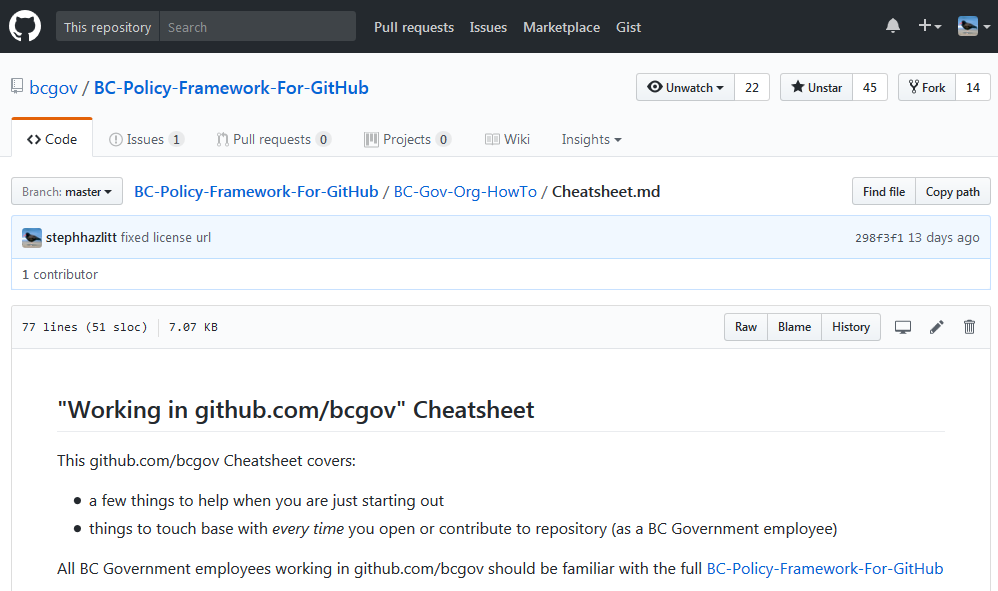 This repository Search Pull requests Issues Marketplace Gist
bcgov / BC-Policy-Framework-For-GitHub Unwatch 22 Unstar 45 Fork 14
Code Issues 1 Pull requests 0 Projects 0 Wiki Insights
Branch: master BC-Policy-Framework-For-GitHub / BC-Gov-Org-HowTo / Cheatsheet.md Find file Copy path
stephhazlitt fixed license url 298f3f1 13 days ago
1 contributor
77 lines (51 sloc) 7.07 KB Raw Blame History
"Working in github.com/bcgov" Cheatsheet
This github.com/bcgov Cheatsheet covers:
• a few things to help when you are just starting out
• things to touch base with every time you open or contribute to repository (as a BC Government employee)
All BC Government employees working in github.com/bcgov should be familiar with the full BC-Policy-Framework-For-GitHub